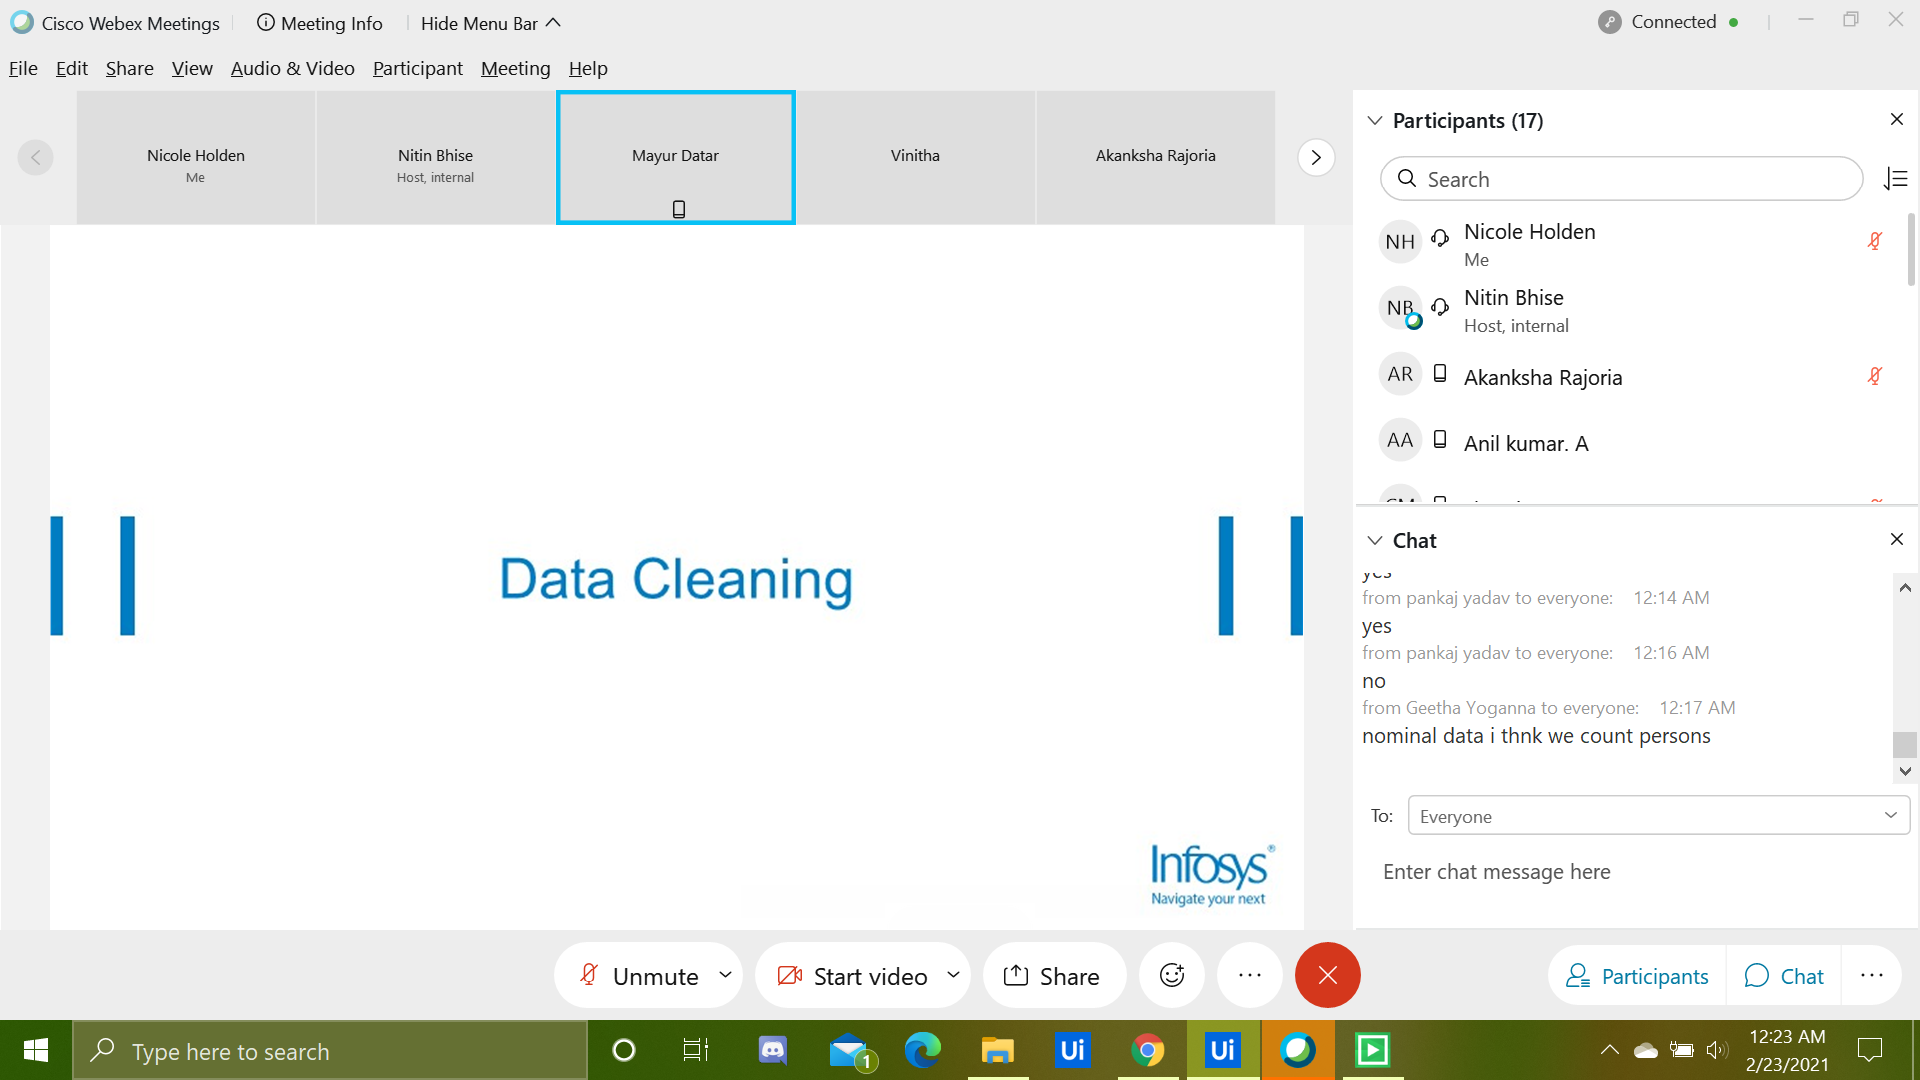 Cisco Webex Meetings
Meeting Info
Hide Menu Bar
Connected
File Edit Share View Audio & Video Participant Meeting Help
Nicole Holden
Me
Nitin Bhise
Host, internal
Mayur Datar
Vinitha
Akanksha Rajoria
Data Cleaning
Infosys®
Navigate your next
Participants (17)
Search
NH
Nicole Holden
Me
NB
Nitin Bhise
Host, internal
AR
Akanksha Rajoria
AA
Anil kumar. A
Chat
yes
from pankaj yadav to everyone: 12:14 AM
yes
from pankaj yadav to everyone: 12:16 AM
no
from Geetha Yoganna to everyone: 12:17 AM
nominal data i thnk we count persons
To: Everyone
Enter chat message here
Unmute
Start video
Share
Participants
Chat
Type here to search
1
Ui
Ui
12:23 AM
2/23/2021